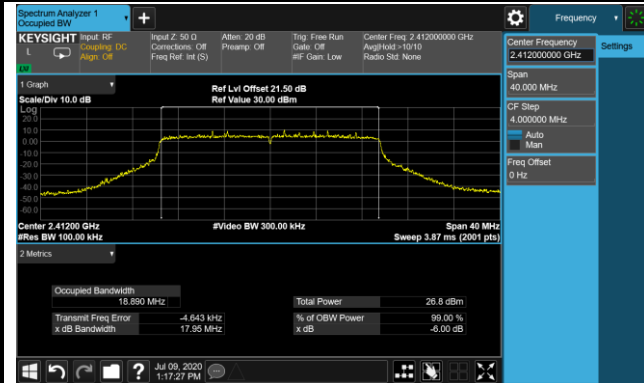 Spectrum Analyzer 1
Occupied BW
Frequency
KEYSIGHT
L
Input: RF
Coupling: DC
Align: Off
Input Z: 50 Ω
Corrections: Off
Freq Ref: Int (S)
Atten: 20 dB
Preamp: Off
Trig: Free Run
Gate: Off
#IF Gain: Low
Center Freq: 2.412000000 GHz
Avg|Hold:>10/10
Radio Std: None
Center Frequency
2.412000000 GHz
Settings
Span
40.000 MHz
CF Step
4.000000 MHz
Auto
Man
Freq Offset
0 Hz
1 Graph
Scale/Div 10.0 dB
Ref Lvl Offset 21.50 dB
Ref Value 30.00 dBm
Log
20.0
10.0
0.00
-10.0
-20.0
-30.0
-40.0
-50.0
-60.0
Center 2.41200 GHz
#Video BW 300.00 kHz
Span 40 MHz
#Res BW 100.00 kHz
Sweep 3.87 ms (2001 pts)
2 Metrics
Occupied Bandwidth
18.890 MHz
Total Power 26.8 dBm
Transmit Freq Error -4.643 kHz
% of OBW Power 99.00 %
x dB Bandwidth 17.95 MHz
x dB -6.00 dB
Jul 09, 2020
1:17:27 PM